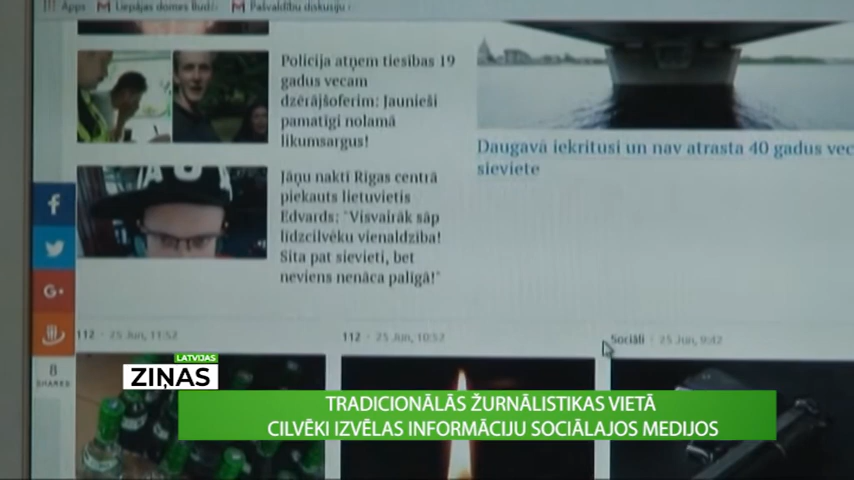 Apps Liepājas domes Budž Pašvaldību diskusiju
Policija atņem tiesības 19
gadus vecam
dzērājšoferim: Jaunieši
pamatīgi nolamā
likumsargus!
Daugavā iekritusi un nav atrasta 40 gadus vec
sieviete
Jāņu naktī Rīgas centrā
piekauts lietuvietis
Edvards: "Visvairāk sāp
līdzcilvēku vienaldzība!
Sita pat sievieti, bet
neviens nenāca palīgā!"
112 - 25 Jun, 11:52
112 - 25 Jun, 10:52
Sociāli - 25 Jun, 9:42
8
SHARES
LATVIJAS
ZIŅAS
TRADICIONĀLĀS ŽURNĀLISTIKAS VIETĀ
CILVĒKI IZVĒLAS INFORMĀCIJU SOCIĀLAJOS MEDIJOS